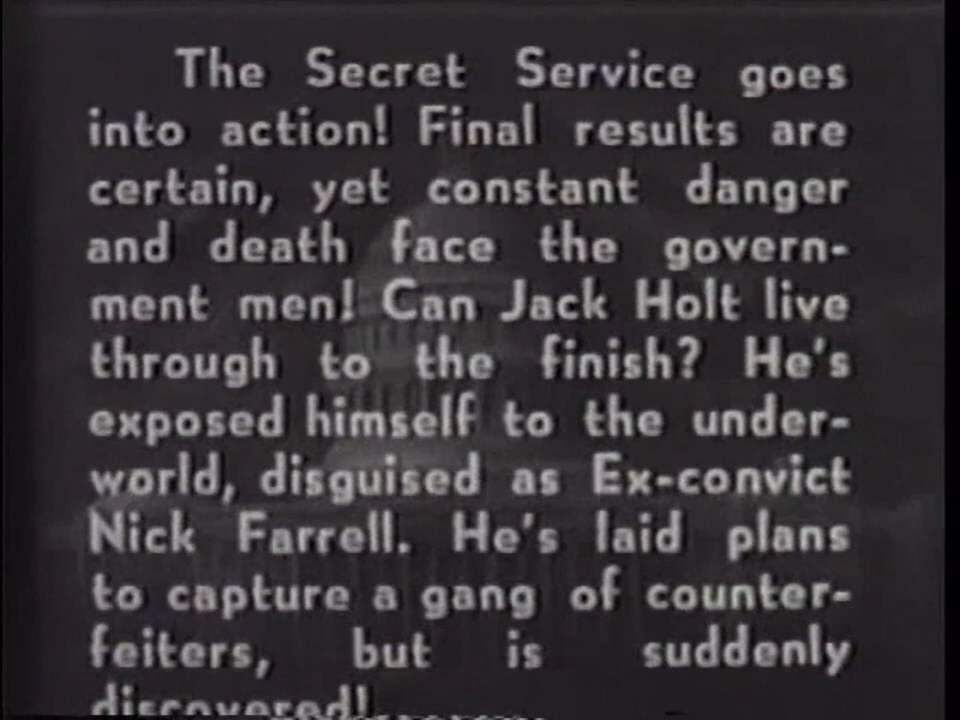 The Secret Service goes
into action! Final results are
certain, yet constant danger
and death face the govern-
ment men! Can Jack Holt live
through to the finish? He's
exposed himself to the under-
world, disguised as Ex-convict
Nick Farrell. He's laid plans
to capture a gang of counter-
feiters, but is suddenly
discovered!